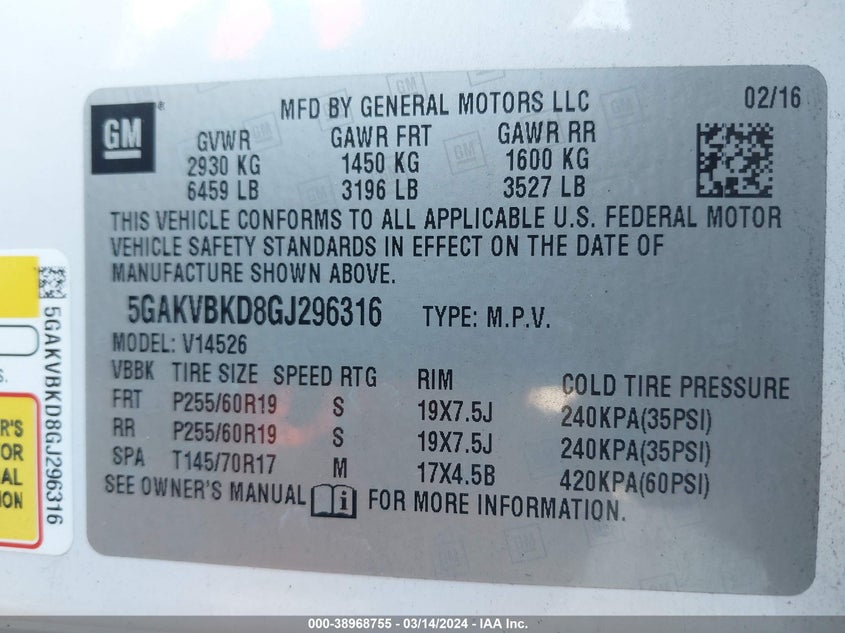 GM ®
MFD BY GENERAL MOTORS LLC 02/16
GVWR GAWR FRT GAWR RR
2930 KG 1450 KG 1600 KG
6459 LB 3196 LB 3527 LB
THIS VEHICLE CONFORMS TO ALL APPLICABLE U.S. FEDERAL MOTOR
VEHICLE SAFETY STANDARDS IN EFFECT ON THE DATE OF
MANUFACTURE SHOWN ABOVE.
5GAKVBKD8GJ296316 TYPE: M.P.V.
MODEL: V14526
VBBK TIRE SIZE SPEED RTG RIM COLD TIRE PRESSURE
FRT P255/60R19 S 19X7.5J 240KPA(35PSI)
RR P255/60R19 S 19X7.5J 240KPA(35PSI)
SPA T145/70R17 M 17X4.5B 420KPA(60PSI)
SEE OWNER'S MANUAL i FOR MORE INFORMATION.
5GAKVBKD8GJ296316
S.
R'S
OR
AL
ION
000-38968755 - 03/14/2024 - IAA Inc.